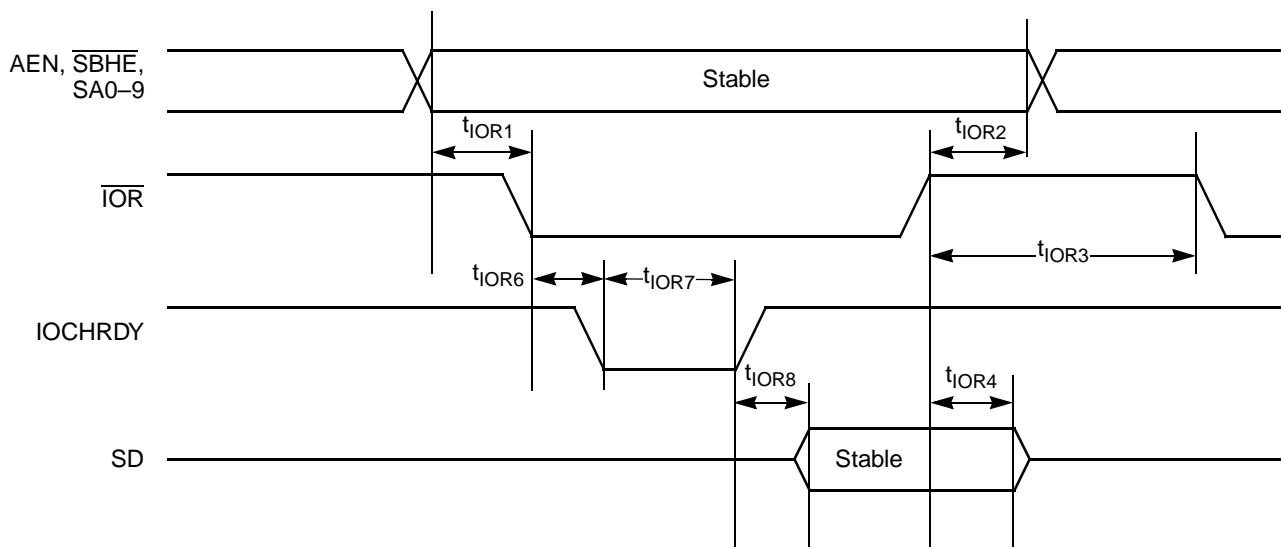 AEN, SBHE,
SA0–9
Stable
tIOR1
tIOR2
IOR
tIOR3
tIOR6
tIOR7
IOCHRDY
tIOR8
tIOR4
SD
Stable